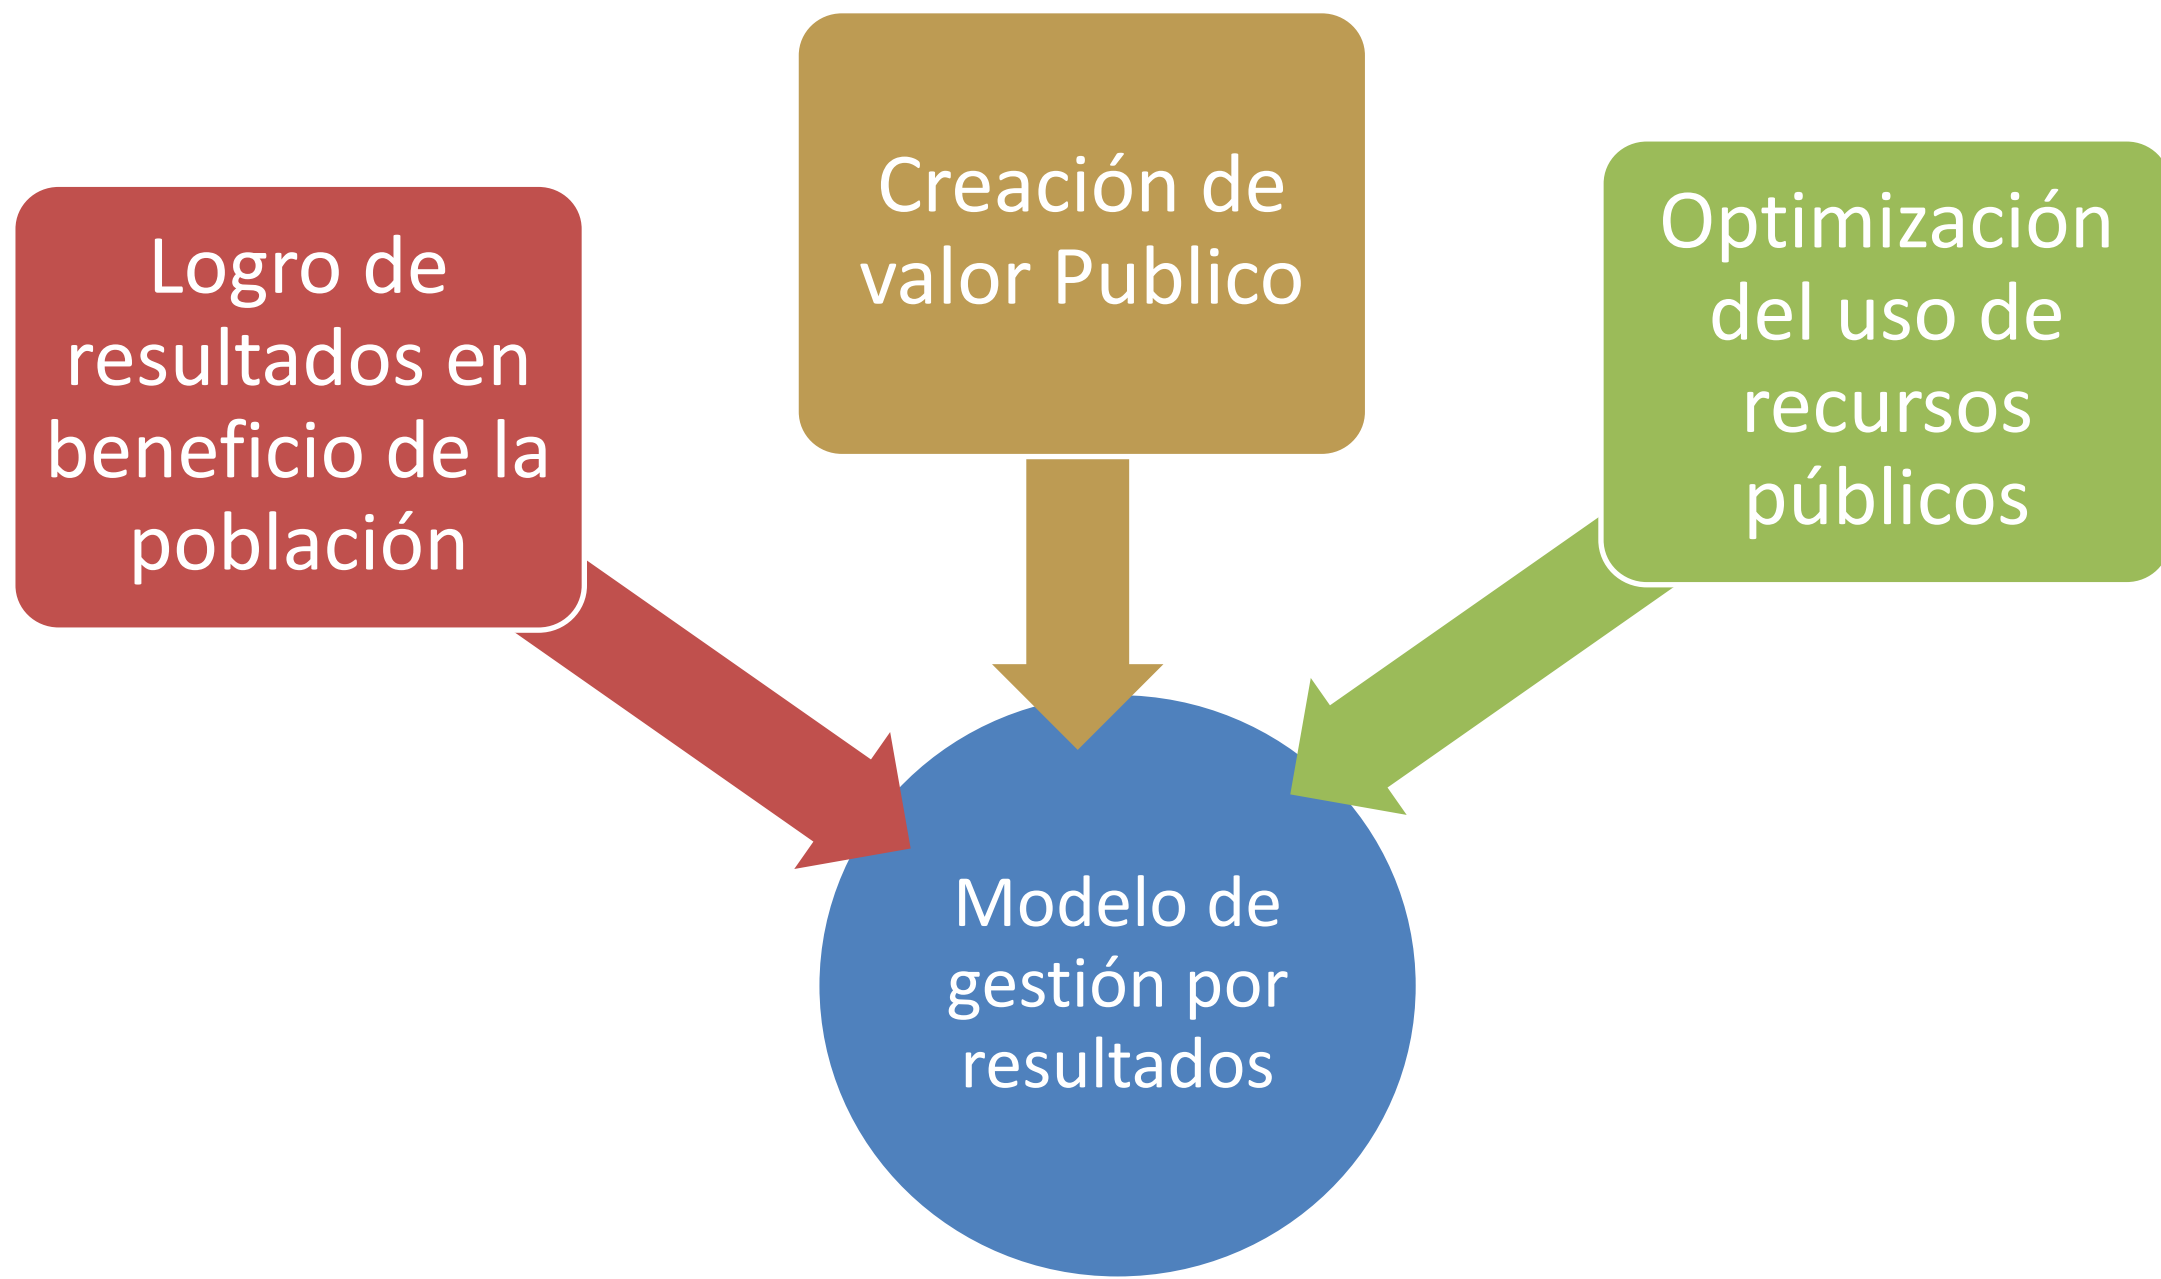 Logro de
resultados en
beneficio de la
población
Creación de
valor Publico
Optimización
del uso de
recursos
públicos
Modelo de
gestión por
resultados